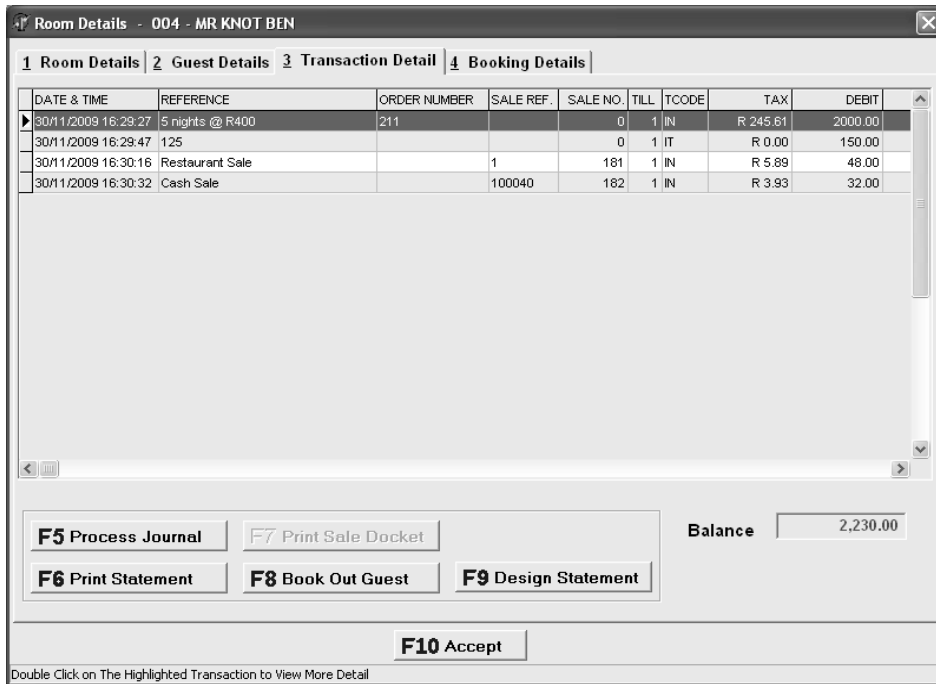 Room Details - 004 - MR KNOT BEN
1 Room Details 2 Guest Details 3 Transaction Detail 4 Booking Details
DATE & TIME REFERENCE ORDER NUMBER SALE REF. SALE NO. TILL TCODE TAX DEBIT
30/11/2009 16:29:27 5 nights @ R400 211 0 1 IN R 245.61 2000.00
30/11/2009 16:29:47 125 0 1 IT R 0.00 150.00
30/11/2009 16:30:16 Restaurant Sale 1 181 1 IN R 5.89 48.00
30/11/2009 16:30:32 Cash Sale 100040 182 1 IN R 3.93 32.00
F5 Process Journal F7 Print Sale Docket Balance 2,230.00
F6 Print Statement F8 Book Out Guest F9 Design Statement
F10 Accept
Double Click on The Highlighted Transaction to View More Detail